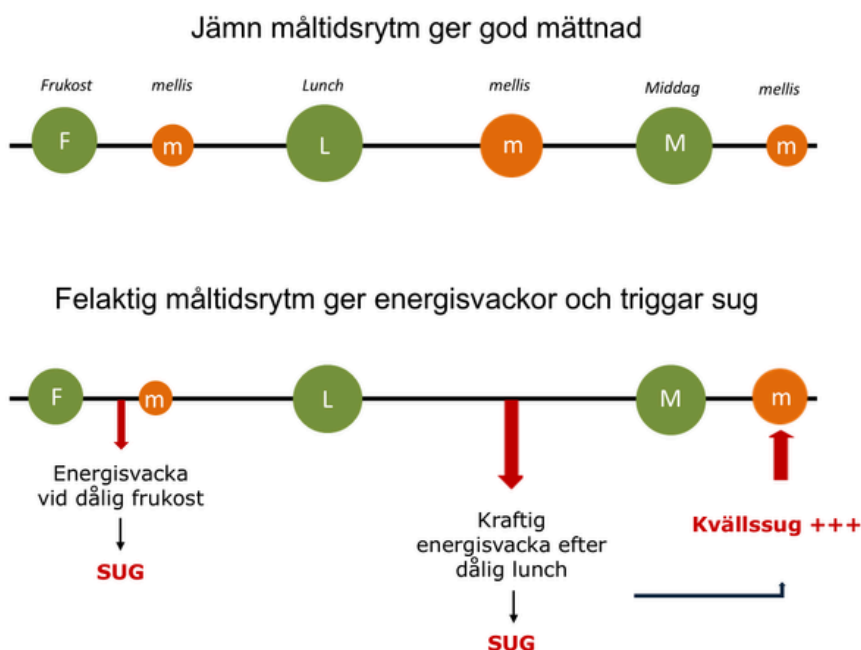 Jämn måltidsrytm ger god mättnad
Frukost mellis Lunch mellis Middag mellis
F m L m M m
Felaktig måltidsrytm ger energisvackor och triggar sug
F m L M m
Energisvacka
vid dålig frukost
SUG
Kraftig
energisvacka efter
dålig lunch
SUG
Kvällssug +++